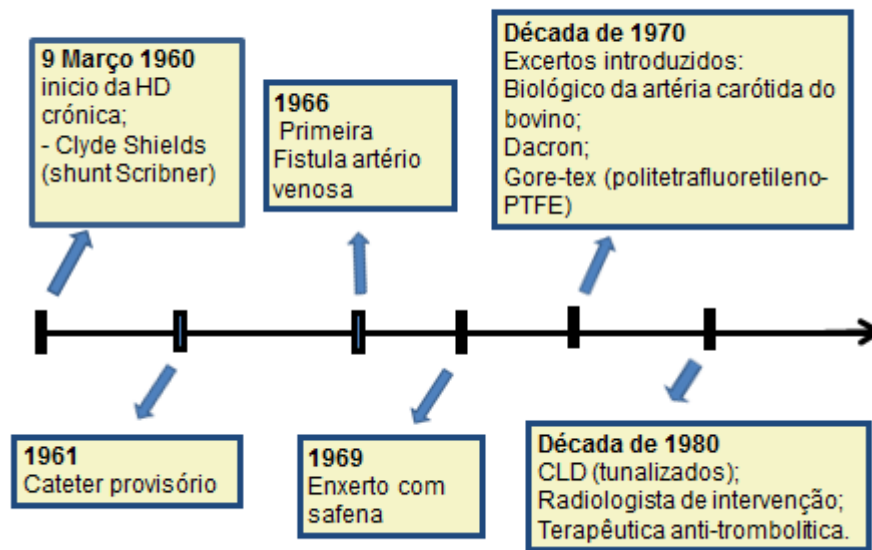 9 Março 1960
inicio da HD
crónica;
- Clyde Shields
(shunt Scribner)
1966
Primeira
Fistula artério
venosa
Década de 1970
Excertos introduzidos:
Biológico da artéria carótida do
bovino;
Dacron;
Gore-tex (politetrafluoretileno-
PTFE)
1961
Cateter provisório
1969
Enxerto com
safena
Década de 1980
CLD (tunalizados);
Radiologista de intervenção;
Terapêutica anti-trombolítica.